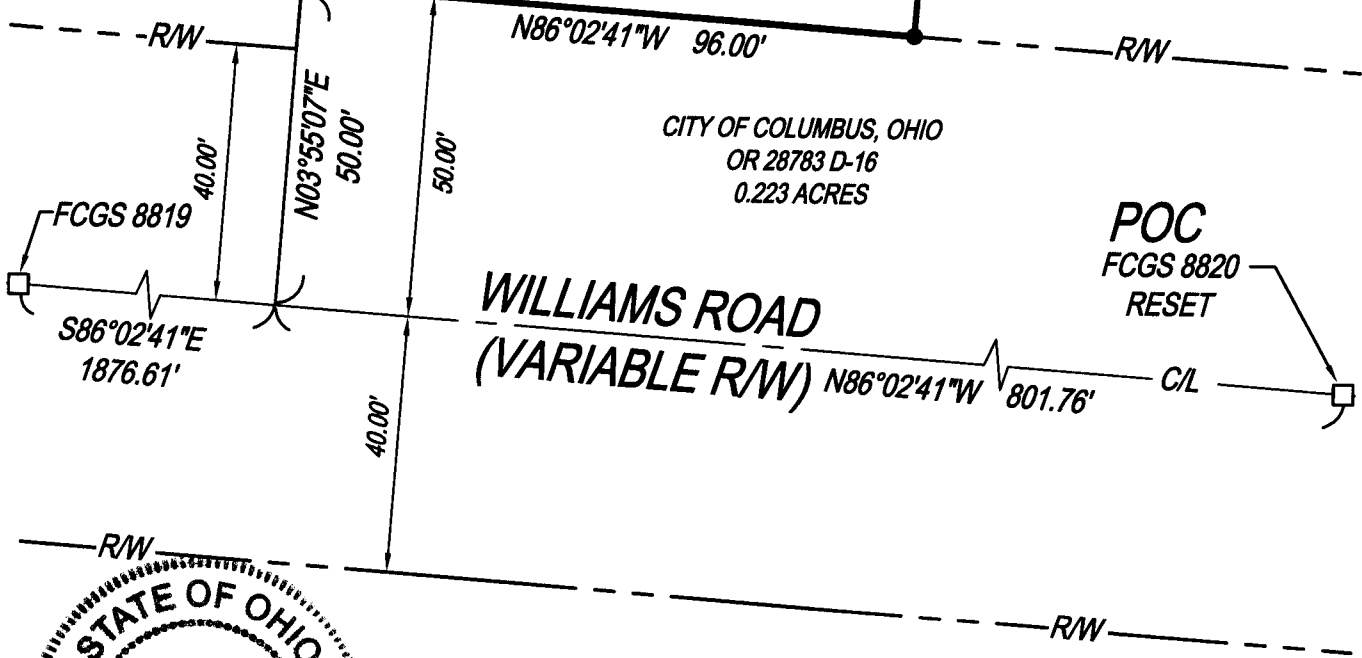 R/W
N86°02'41"W 96.00'
R/W
40.00'
N03°55'07"E
50.00'
50.00'
CITY OF COLUMBUS, OHIO
OR 28783 D-16
0.223 ACRES
FCGS 8819
POC
FCGS 8820
RESET
S86°02'41"E
1876.61'
WILLIAMS ROAD
(VARIABLE R/W)
N86°02'41"W 801.76'
C/L
40.00'
R/W
R/W
STATE OF OHIO